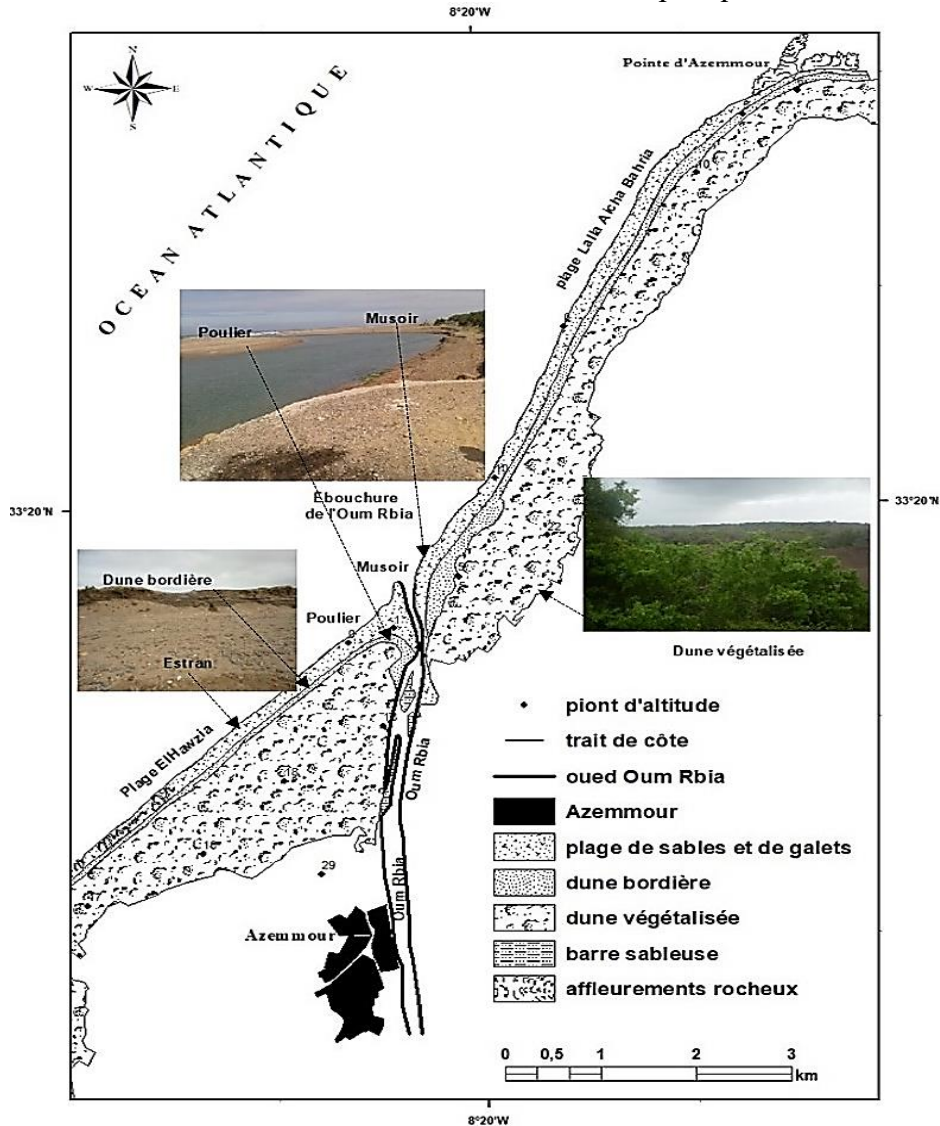 8°20'W
N
W
E
S
Pointe d'Azemmour
OCEAN ATLANTIQUE
plage Lalla Aicha Bahria
10
Poulier
Musoir
Ebouchure
de l'Oum Rbia
33°20'N
33°20'N
22
Musoir
Dune bordière
Poulier
Estran
Dune végétalisée
Plage ElHawzia
Oum Rbia
29
Oum Rbia
Azemmour
piont d'altitude
trait de côte
oued Oum Rbia
Azemmour
plage de sables et de galets
dune bordière
dune végétalisée
barre sableuse
affleurements rocheux
0 0,5 1 2 3
km
8°20'W